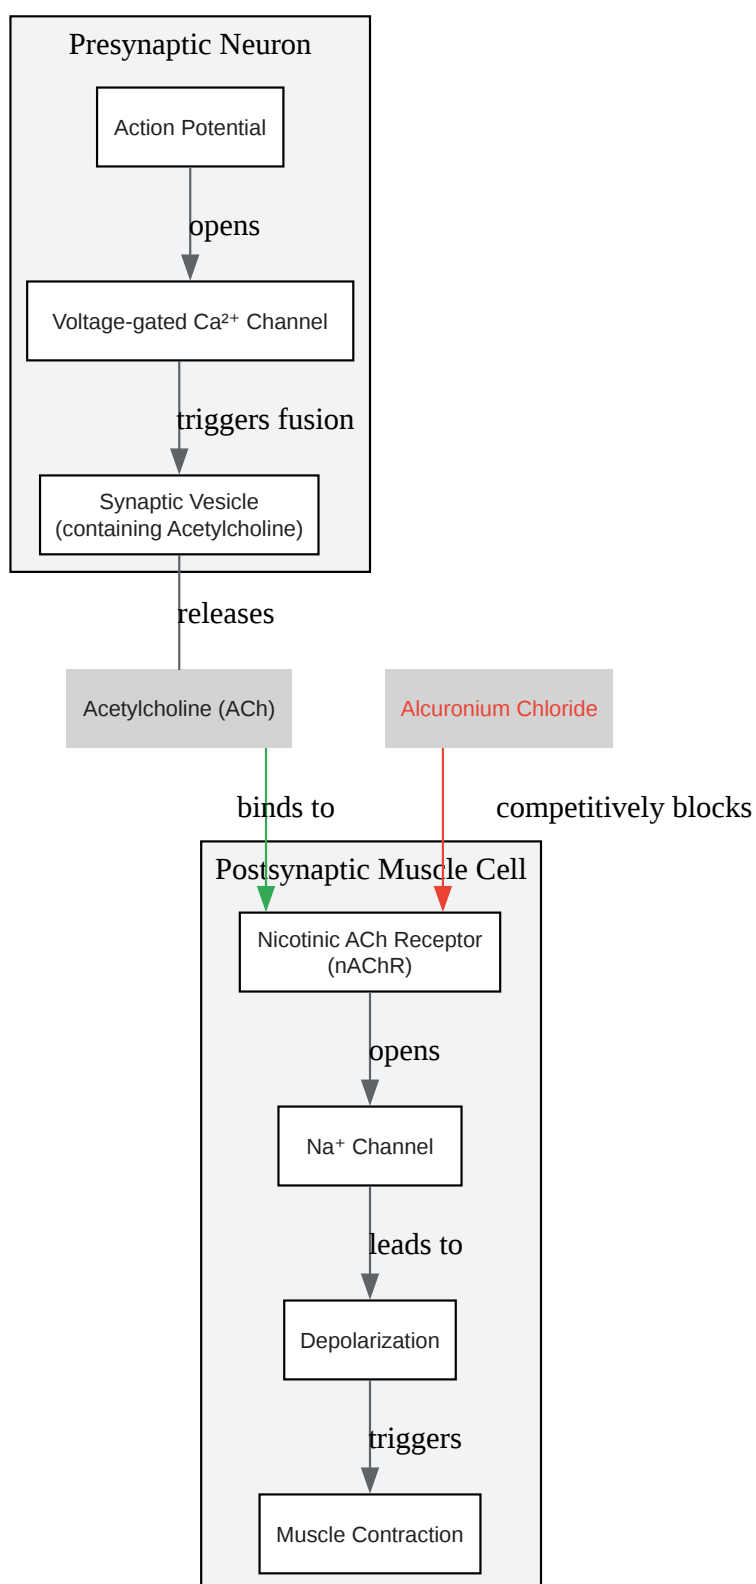 Presynaptic Neuron
Action Potential
opens
Voltage-gated Ca²⁺ Channel
triggers fusion
Synaptic Vesicle
(containing Acetylcholine)
releases
Acetylcholine (ACh)
Alcuronium Chloride
binds to
competitively blocks
Postsynaptic Muscle Cell
Nicotinic ACh Receptor
(nAChR)
opens
Na⁺ Channel
leads to
Depolarization
triggers
Muscle Contraction